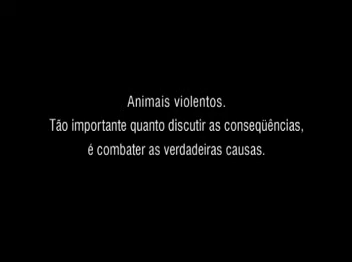 Animais violentos.
Tão importante quanto discutir as conseqüências,
é combater as verdadeiras causas.